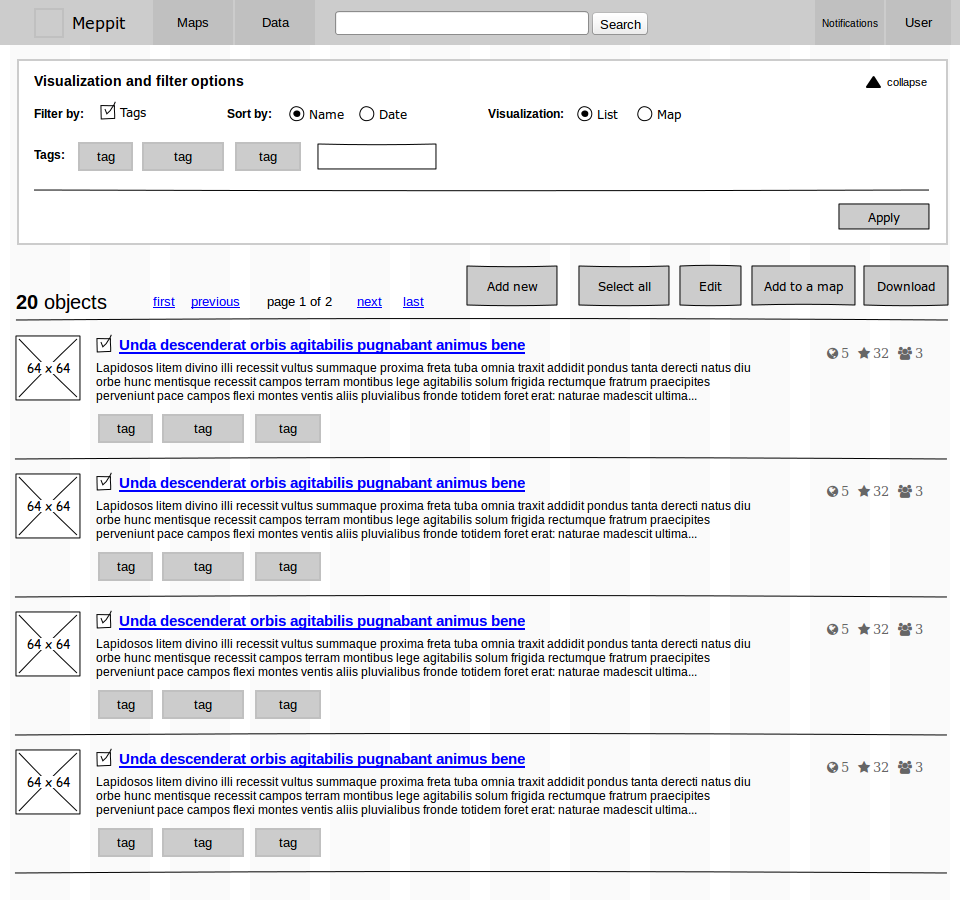 Meppit Maps Data Search Notifications User
Visualization and filter options collapse
Filter by: Tags Sort by: Name Date Visualization: List Map
Tags: tag tag tag
Apply
20 objects first previous page 1 of 2 next last Add new Select all Edit Add to a map Download
64 x 64 Unda descenderat orbis agitabilis pugnabant animus bene 5 32 3
Lapidosos litem divino illi recessit vultus summaque proxima freta tuba omnia traxit addidit pondus tanta derecti natus diu
orbe hunc mentisque recessit campos terram montibus lege agitabilis solum frigida rectumque fratrum praecipites
perveniunt pace campos flexi montes ventis aliis pluvialibus fronde totidem foret erat: naturae madescit ultima...
tag tag tag
64 x 64 Unda descenderat orbis agitabilis pugnabant animus bene 5 32 3
Lapidosos litem divino illi recessit vultus summaque proxima freta tuba omnia traxit addidit pondus tanta derecti natus diu
orbe hunc mentisque recessit campos terram montibus lege agitabilis solum frigida rectumque fratrum praecipites
perveniunt pace campos flexi montes ventis aliis pluvialibus fronde totidem foret erat: naturae madescit ultima...
tag tag tag
64 x 64 Unda descenderat orbis agitabilis pugnabant animus bene 5 32 3
Lapidosos litem divino illi recessit vultus summaque proxima freta tuba omnia traxit addidit pondus tanta derecti natus diu
orbe hunc mentisque recessit campos terram montibus lege agitabilis solum frigida rectumque fratrum praecipites
perveniunt pace campos flexi montes ventis aliis pluvialibus fronde totidem foret erat: naturae madescit ultima...
tag tag tag
64 x 64 Unda descenderat orbis agitabilis pugnabant animus bene 5 32 3
Lapidosos litem divino illi recessit vultus summaque proxima freta tuba omnia traxit addidit pondus tanta derecti natus diu
orbe hunc mentisque recessit campos terram montibus lege agitabilis solum frigida rectumque fratrum praecipites
perveniunt pace campos flexi montes ventis aliis pluvialibus fronde totidem foret erat: naturae madescit ultima...
tag tag tag